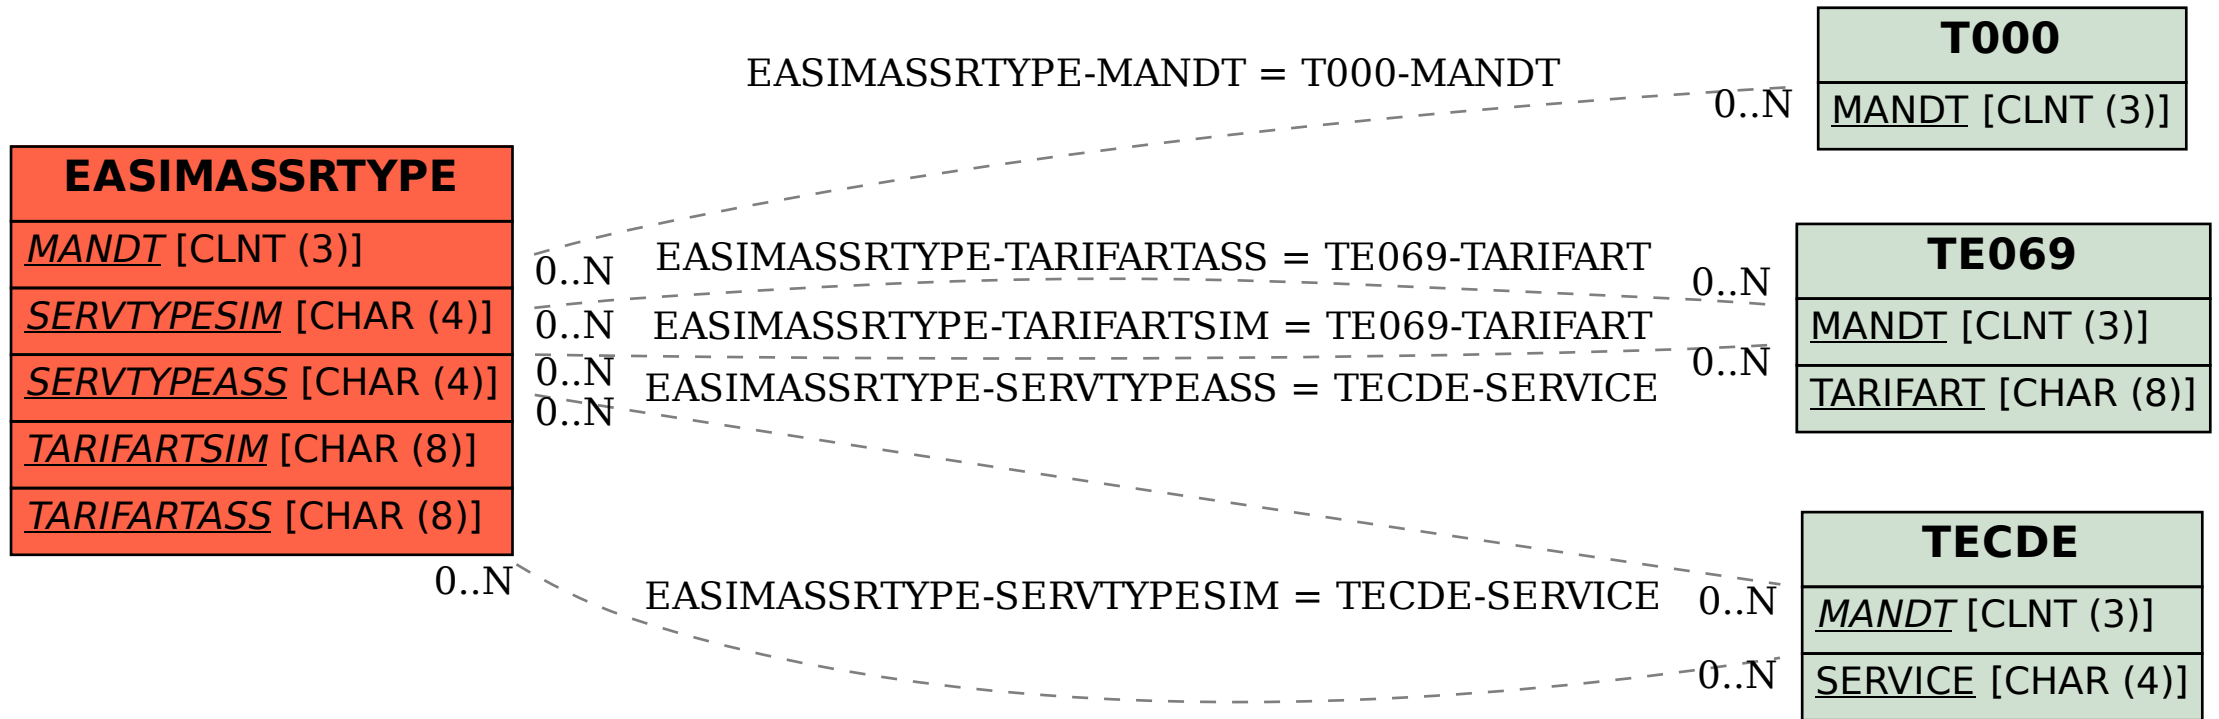 EASIMASSRTYPE
MANDT [CLNT (3)]
SERVTYPESIM [CHAR (4)]
SERVTYPEASS [CHAR (4)]
TARIFARTSIM [CHAR (8)]
TARIFARTASS [CHAR (8)]
EASIMASSRTYPE-MANDT = T000-MANDT
0..N
0..N
EASIMASSRTYPE-TARIFARTASS = TE069-TARIFART
0..N
0..N
EASIMASSRTYPE-TARIFARTSIM = TE069-TARIFART
0..N
0..N
EASIMASSRTYPE-SERVTYPEASS = TECDE-SERVICE
0..N
0..N
EASIMASSRTYPE-SERVTYPESIM = TECDE-SERVICE
0..N
0..N
T000
MANDT [CLNT (3)]
TE069
MANDT [CLNT (3)]
TARIFART [CHAR (8)]
TECDE
MANDT [CLNT (3)]
SERVICE [CHAR (4)]